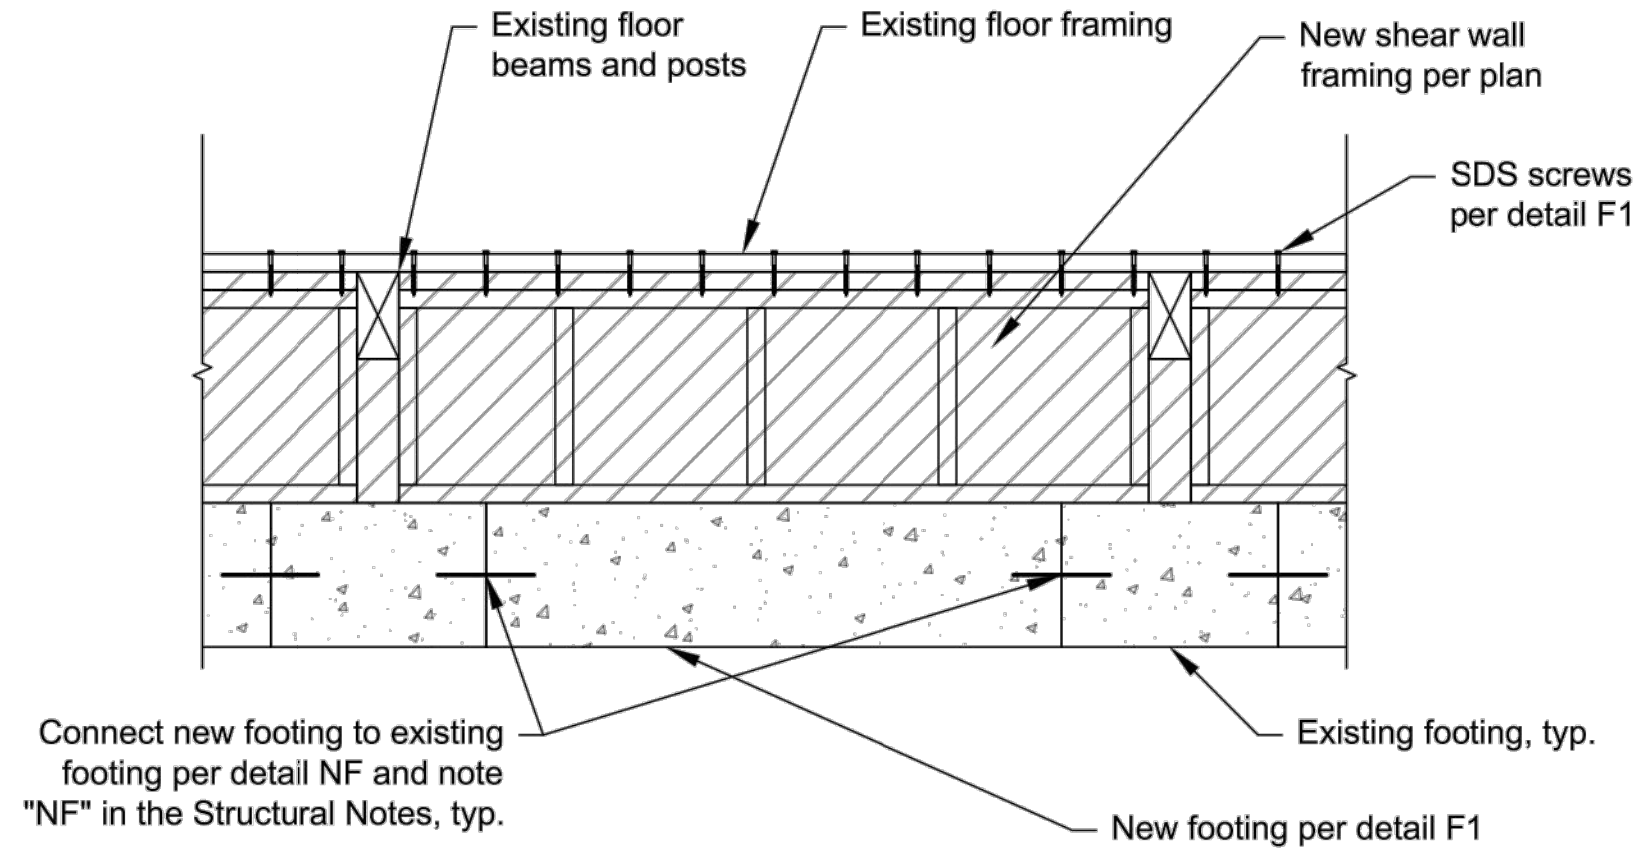 Existing floor
beams and posts
Existing floor framing
New shear wall
framing per plan
SDS screws
per detail F1
Connect new footing to existing
footing per detail NF and note
"NF" in the Structural Notes, typ.
Existing footing, typ.
New footing per detail F1